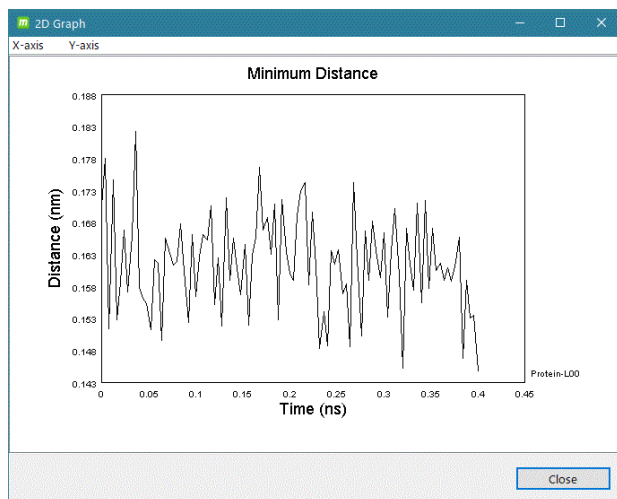 m 2D Graph
X-axis Y-axis
Minimum Distance
Distance (nm)
0.188
0.183
0.178
0.173
0.168
0.163
0.158
0.153
0.148
0.143
0 0.05 0.1 0.15 0.2 0.25 0.3 0.35 0.4 0.45
Time (ns)
Protein-L00
Close